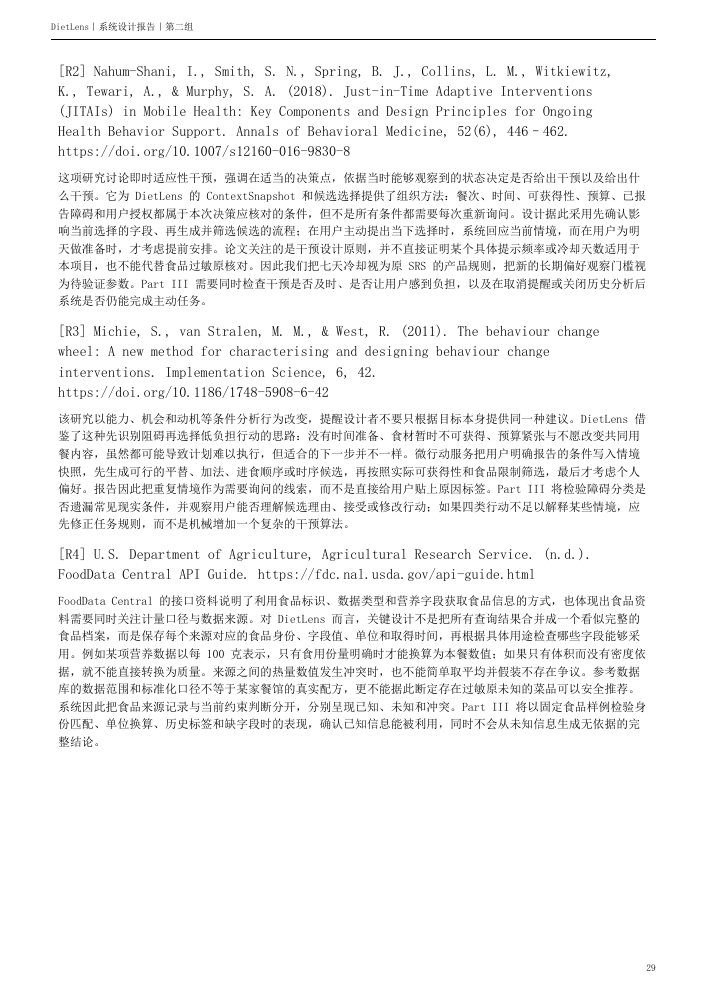 DietLens | 系统设计报告 | 第二组
[R2] Nahum-Shani, I., Smith, S. N., Spring, B. J., Collins, L. M., Witkiewitz,
K., Tewari, A., & Murphy, S. A. (2018). Just-in-Time Adaptive Interventions
(JITAIs) in Mobile Health: Key Components and Design Principles for Ongoing
Health Behavior Support. Annals of Behavioral Medicine, 52(6), 446–462.
https://doi.org/10.1007/s12160-016-9830-8
这项研究讨论即时适应性干预，强调在适当的决策点，依据当时能够观察到的状态决定是否给出干预以及给出什
么干预。它为 DietLens 的 ContextSnapshot 和候选选择提供了组织方法：餐次、时间、可获得性、预算、已报
告障碍和用户授权都属于本次决策应核对的条件，但不是所有条件都需要每次重新询问。设计据此采用先确认影
响当前选择的字段、再生成并筛选候选的流程；在用户主动提出当下选择时，系统回应当前情境，而在用户为明
天做准备时，才考虑提前安排。论文关注的是干预设计原则，并不直接证明某个具体提示频率或冷却天数适用于
本项目，也不能代替食品过敏原核对。因此我们把七天冷却视为原 SRS 的产品规则，把新的长期偏好观察门槛视
为待验证参数。Part III 需要同时检查干预是否及时、是否让用户感到负担，以及在取消提醒或关闭历史分析后
系统是否仍能完成主动任务。
[R3] Michie, S., van Stralen, M. M., & West, R. (2011). The behaviour change
wheel: A new method for characterising and designing behaviour change
interventions. Implementation Science, 6, 42.
https://doi.org/10.1186/1748-5908-6-42
该研究以能力、机会和动机等条件分析行为改变，提醒设计者不要只根据目标本身提供同一种建议。DietLens 借
鉴了这种先识别阻碍再选择低负担行动的思路：没有时间准备、食材暂时不可获得、预算紧张与不愿改变共同用
餐内容，虽然都可能导致计划难以执行，但适合的下一步并不一样。微行动服务把用户明确报告的条件写入情境
快照，先生成可行的平替、加法、进食顺序或时序候选，再按照实际可获得性和食品限制筛选，最后才考虑个人
偏好。报告因此把重复情境作为需要询问的线索，而不是直接给用户贴上原因标签。Part III 将检验障碍分类是
否遗漏常见现实条件，并观察用户能否理解候选理由、接受或修改行动；如果四类行动不足以解释某些情境，应
先修正任务规则，而不是机械增加一个复杂的干预算法。
[R4] U.S. Department of Agriculture, Agricultural Research Service. (n.d.).
FoodData Central API Guide. https://fdc.nal.usda.gov/api-guide.html
FoodData Central 的接口资料说明了利用食品标识、数据类型和营养字段获取食品信息的方式，也体现出食品资
料需要同时关注计量口径与数据来源。对 DietLens 而言，关键设计不是把所有查询结果合并成一个看似完整的
食品档案，而是保存每个来源对应的食品身份、字段值、单位和取得时间，再根据具体用途检查哪些字段能够采
用。例如某项营养数据以每 100 克表示，只有食用份量明确时才能换算为本餐数值；如果只有体积而没有密度依
据，就不能直接转换为质量。来源之间的热量数值发生冲突时，也不能简单取平均并假装不存在争议。参考数据
库的数据范围和标准化口径不等于某家餐馆的真实配方，更不能据此断定存在过敏原未知的菜品可以安全推荐。
系统因此把食品来源记录与当前约束判断分开，分别呈现已知、未知和冲突。Part III 将以固定食品样例检验身
份匹配、单位换算、历史标签和缺字段时的表现，确认已知信息能被利用，同时不会从未知信息生成无依据的完
整结论。
29